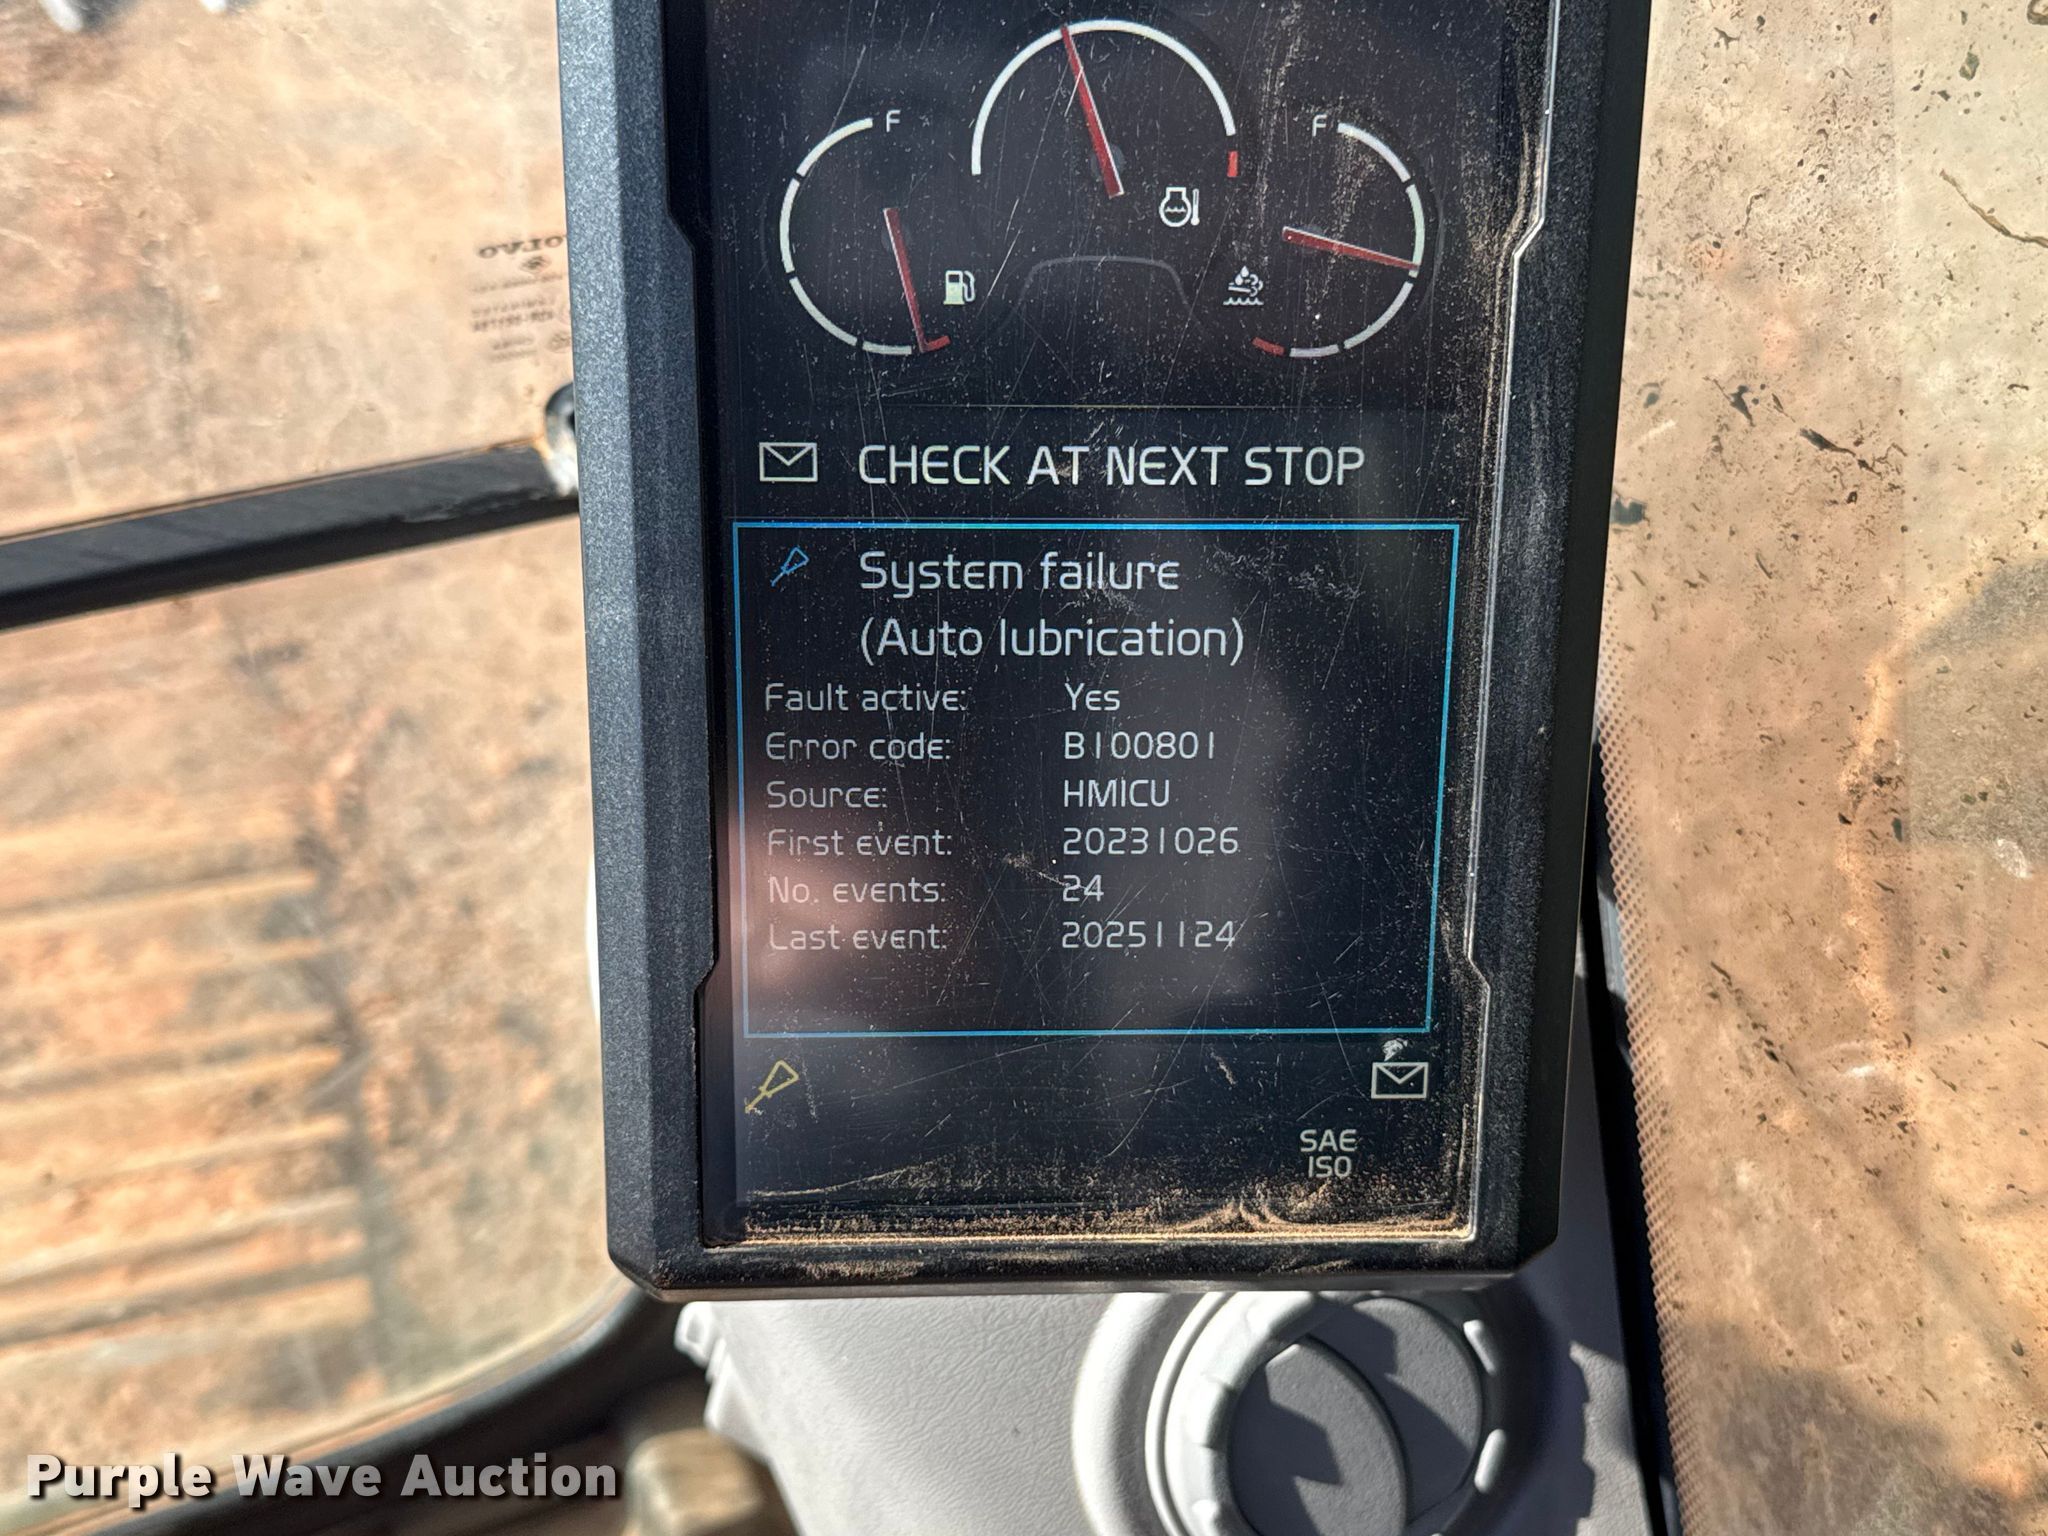 F
F
CHECK AT NEXT STOP
System failure
(Auto lubrication)
Fault active: Yes
Error code: B100801
Source: HMICU
First event: 20231026
No. events: 24
Last event: 20251124
SAE
ISO
Purple Wave Auction